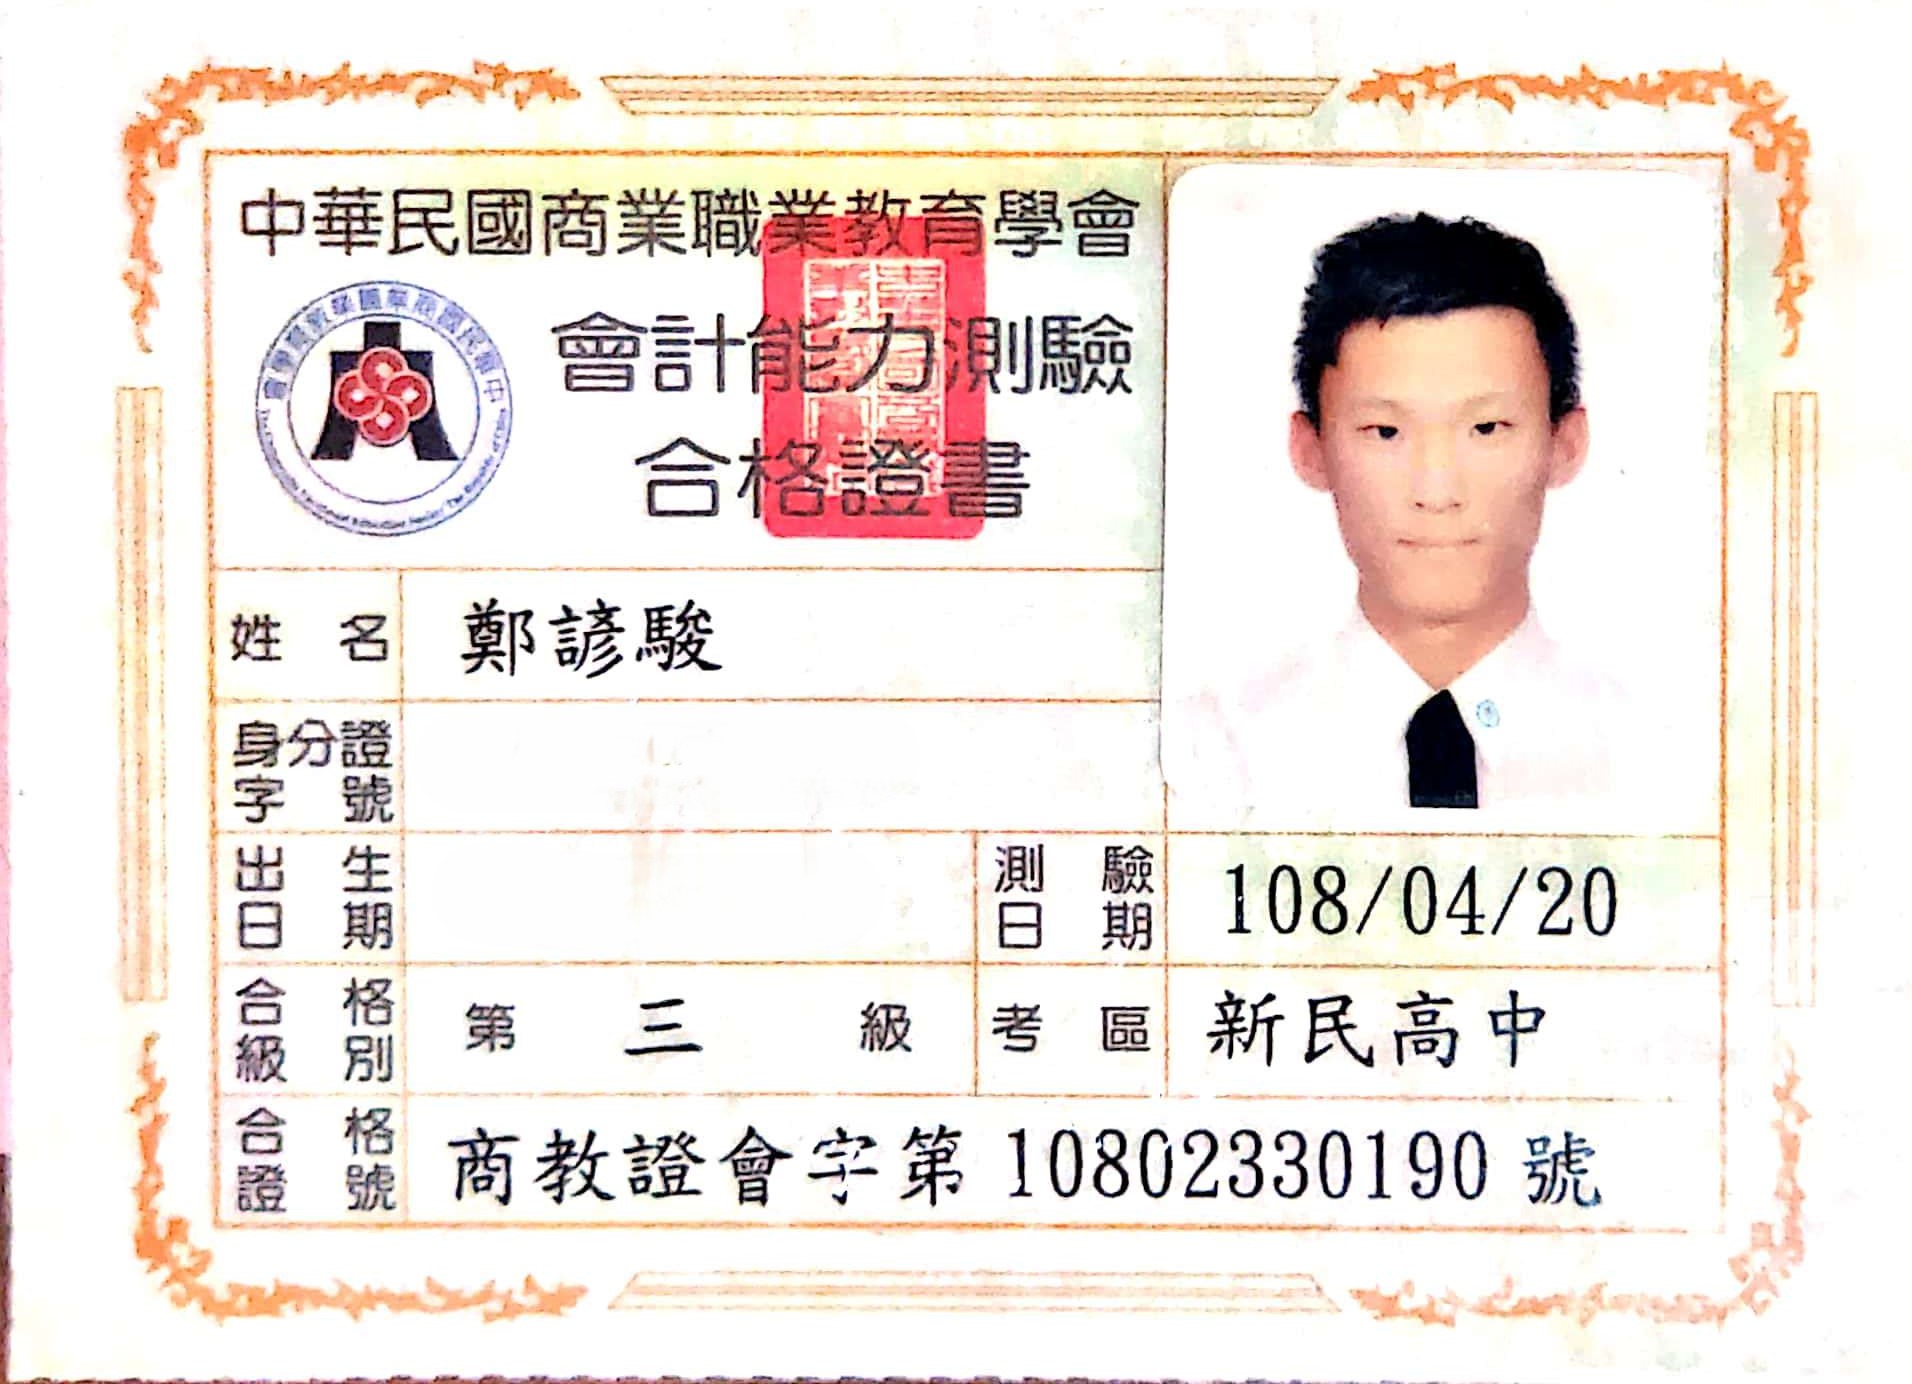 中華民國商業職業教育學會
會計能力測驗
合格證書
姓名 鄭諺駿
身分證字號
出生日期
測驗日期 108/04/20
合格級別 第三級
考區 新民高中
合格證號 商教證會字第 10802330190 號